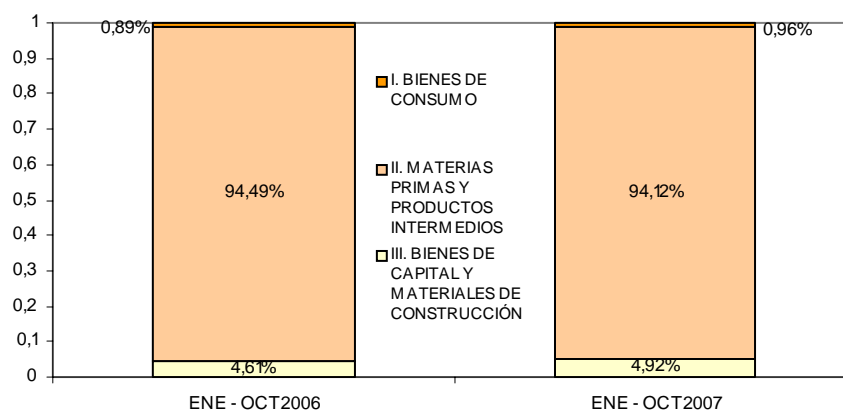 1
0,9
0,8
0,7
0,6
0,5
0,4
0,3
0,2
0,1
0
0,89%
94,49%
4,61%
I. BIENES DE
CONSUMO
II. MATERIAS
PRIMAS Y
PRODUCTOS
INTERMEDIOS
III. BIENES DE
CAPITAL Y
MATERIALES DE
CONSTRUCCIÓN
0,96%
94,12%
4,92%
ENE - OCT2006
ENE - OCT2007